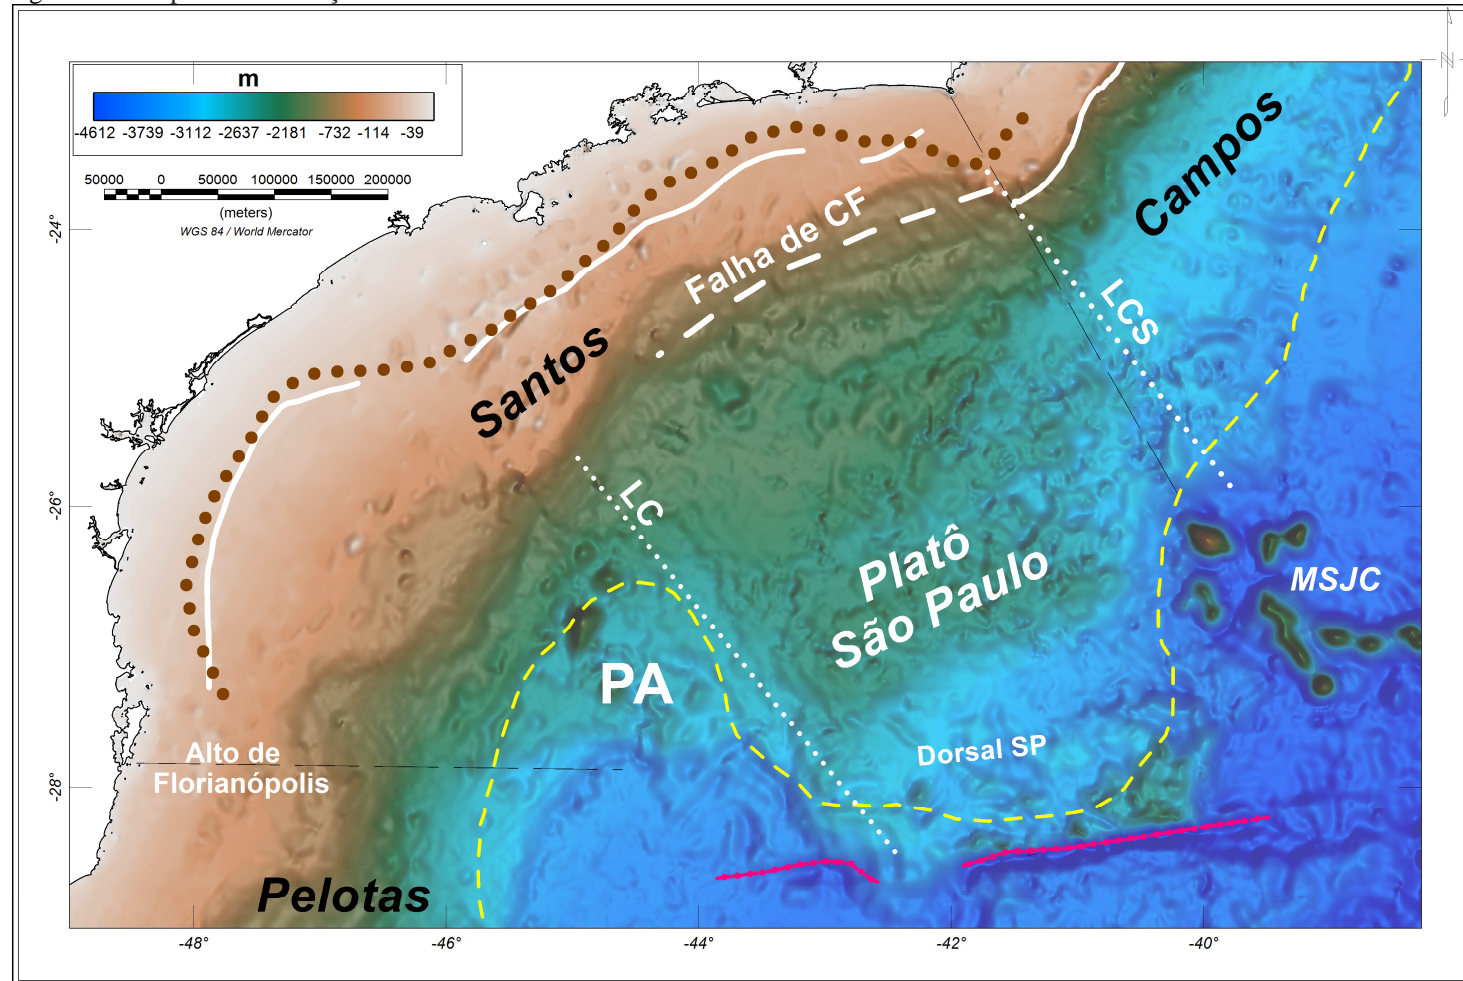 m
-4612 -3739 -3112 -2637 -2181 -732 -114 -39
50000 0 50000 100000 150000 200000
(meters)
WGS 84 / World Mercator
N
Campos
-24°
Falha de CF
LCS
Santos
LC
-26°
Platô
São Paulo
MSJC
PA
Dorsal SP
Alto de
Florianópolis
-28°
Pelotas
-48° -46° -44° -42° -40°